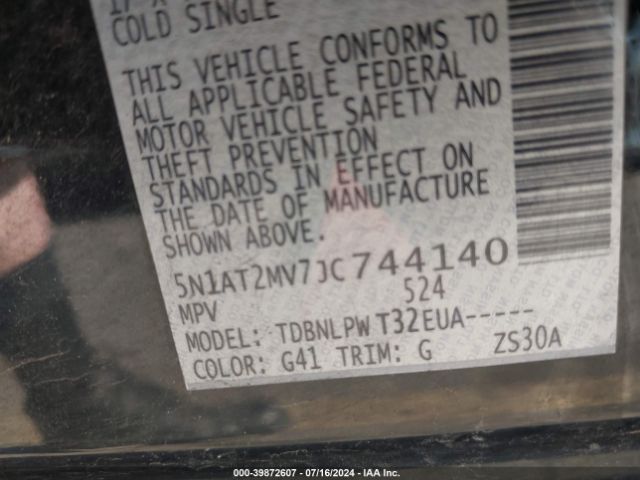 COLD SINGLE
THIS VEHICLE CONFORMS TO
ALL APPLICABLE FEDERAL
MOTOR VEHICLE SAFETY AND
THEFT PREVENTION
STANDARDS IN EFFECT ON
THE DATE OF MANUFACTURE
SHOWN ABOVE.
5N1AT2MV7JC744140
MPV 524
MODEL: TDBNLPW T32EUA-----
COLOR: G41 TRIM: G ZS30A
000-39872607 - 07/16/2024 - IAA Inc.